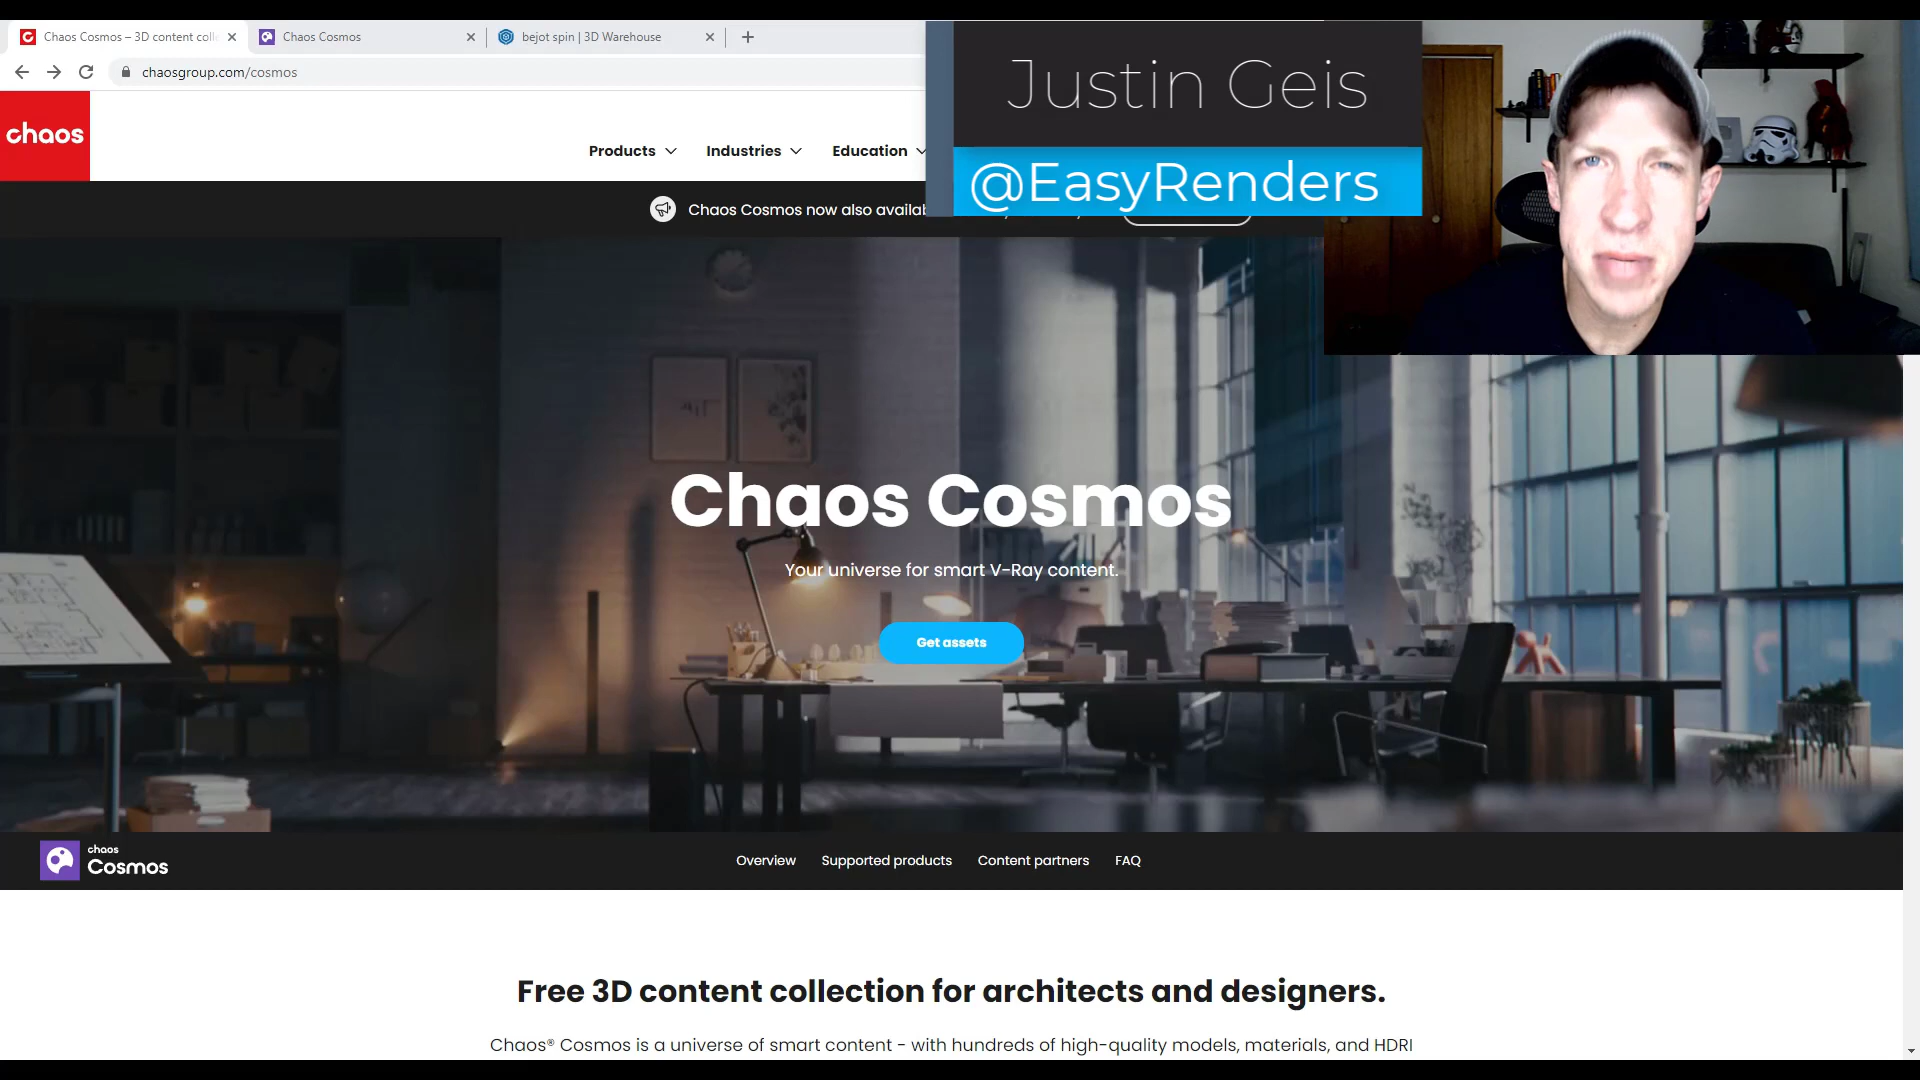 Chaos Cosmos – 3D content coll
Chaos Cosmos
bejot spin | 3D Warehouse
chaosgroup.com/cosmos
Justin Geis
@EasyRenders
chaos
Products
Industries
Education
Chaos Cosmos now also availab
Chaos Cosmos
Your universe for smart V-Ray content.
Get assets
chaos
Cosmos
Overview
Supported products
Content partners
FAQ
Free 3D content collection for architects and designers.
Chaos® Cosmos is a universe of smart content - with hundreds of high-quality models, materials, and HDRI